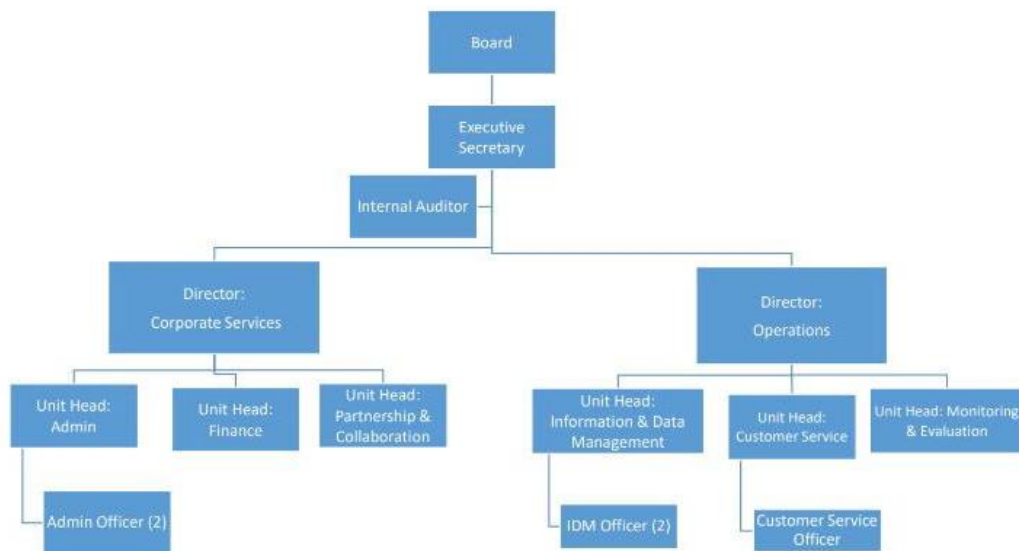 Board
Executive
Secretary
Internal Auditor
Director:
Corporate Services
Director:
Operations
Unit Head:
Admin
Unit Head:
Finance
Unit Head:
Partnership &
Collaboration
Unit Head:
Information & Data
Management
Unit Head:
Customer Service
Unit Head: Monitoring
& Evaluation
Admin Officer (2)
IDM Officer (2)
Customer Service
Officer